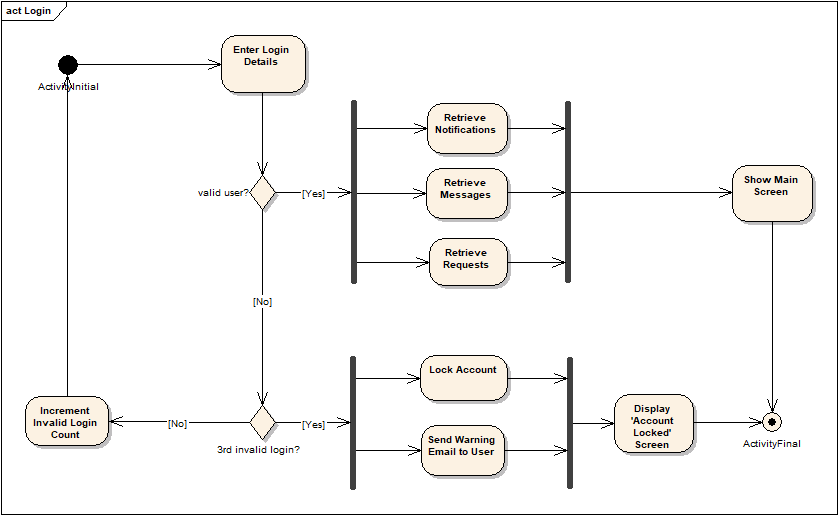 act Login
Enter Login
Details
ActivityInitial
Retrieve
Notifications
valid user?
[Yes]
Retrieve
Messages
Show Main
Screen
Retrieve
Requests
[No]
Lock Account
Increment
Invalid Login
Count
[No]
3rd invalid login?
[Yes]
Send Warning
Email to User
Display
'Account
Locked'
Screen
ActivityFinal